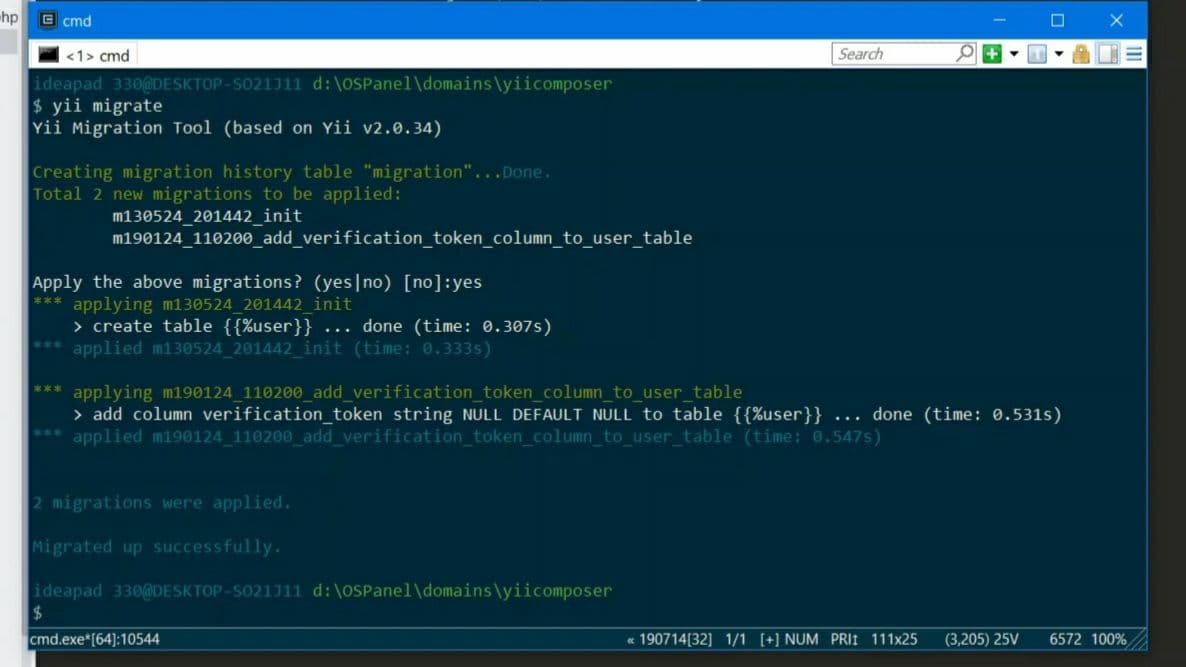 hp
cmd
<1> cmd
Search
ideapad 330@DESKTOP-SO21J11 d:\OSPanel\domains\yiicomposer
$ yii migrate
Yii Migration Tool (based on Yii v2.0.34)
Creating migration history table "migration"...Done.
Total 2 new migrations to be applied:
m130524_201442_init
m190124_110200_add_verification_token_column_to_user_table
Apply the above migrations? (yes|no) [no]:yes
*** applying m130524_201442_init
> create table {{%user}} ... done (time: 0.307s)
*** applied m130524_201442_init (time: 0.333s)
*** applying m190124_110200_add_verification_token_column_to_user_table
> add column verification_token string NULL DEFAULT NULL to table {{%user}} ... done (time: 0.531s)
*** applied m190124_110200_add_verification_token_column_to_user_table (time: 0.547s)
2 migrations were applied.
Migrated up successfully.
ideapad 330@DESKTOP-SO21J11 d:\OSPanel\domains\yiicomposer
$
cmd.exe*[64]:10544 « 190714[32] 1/1 [+] NUM PRI↕ 111x25 (3,205) 25V 6572 100%